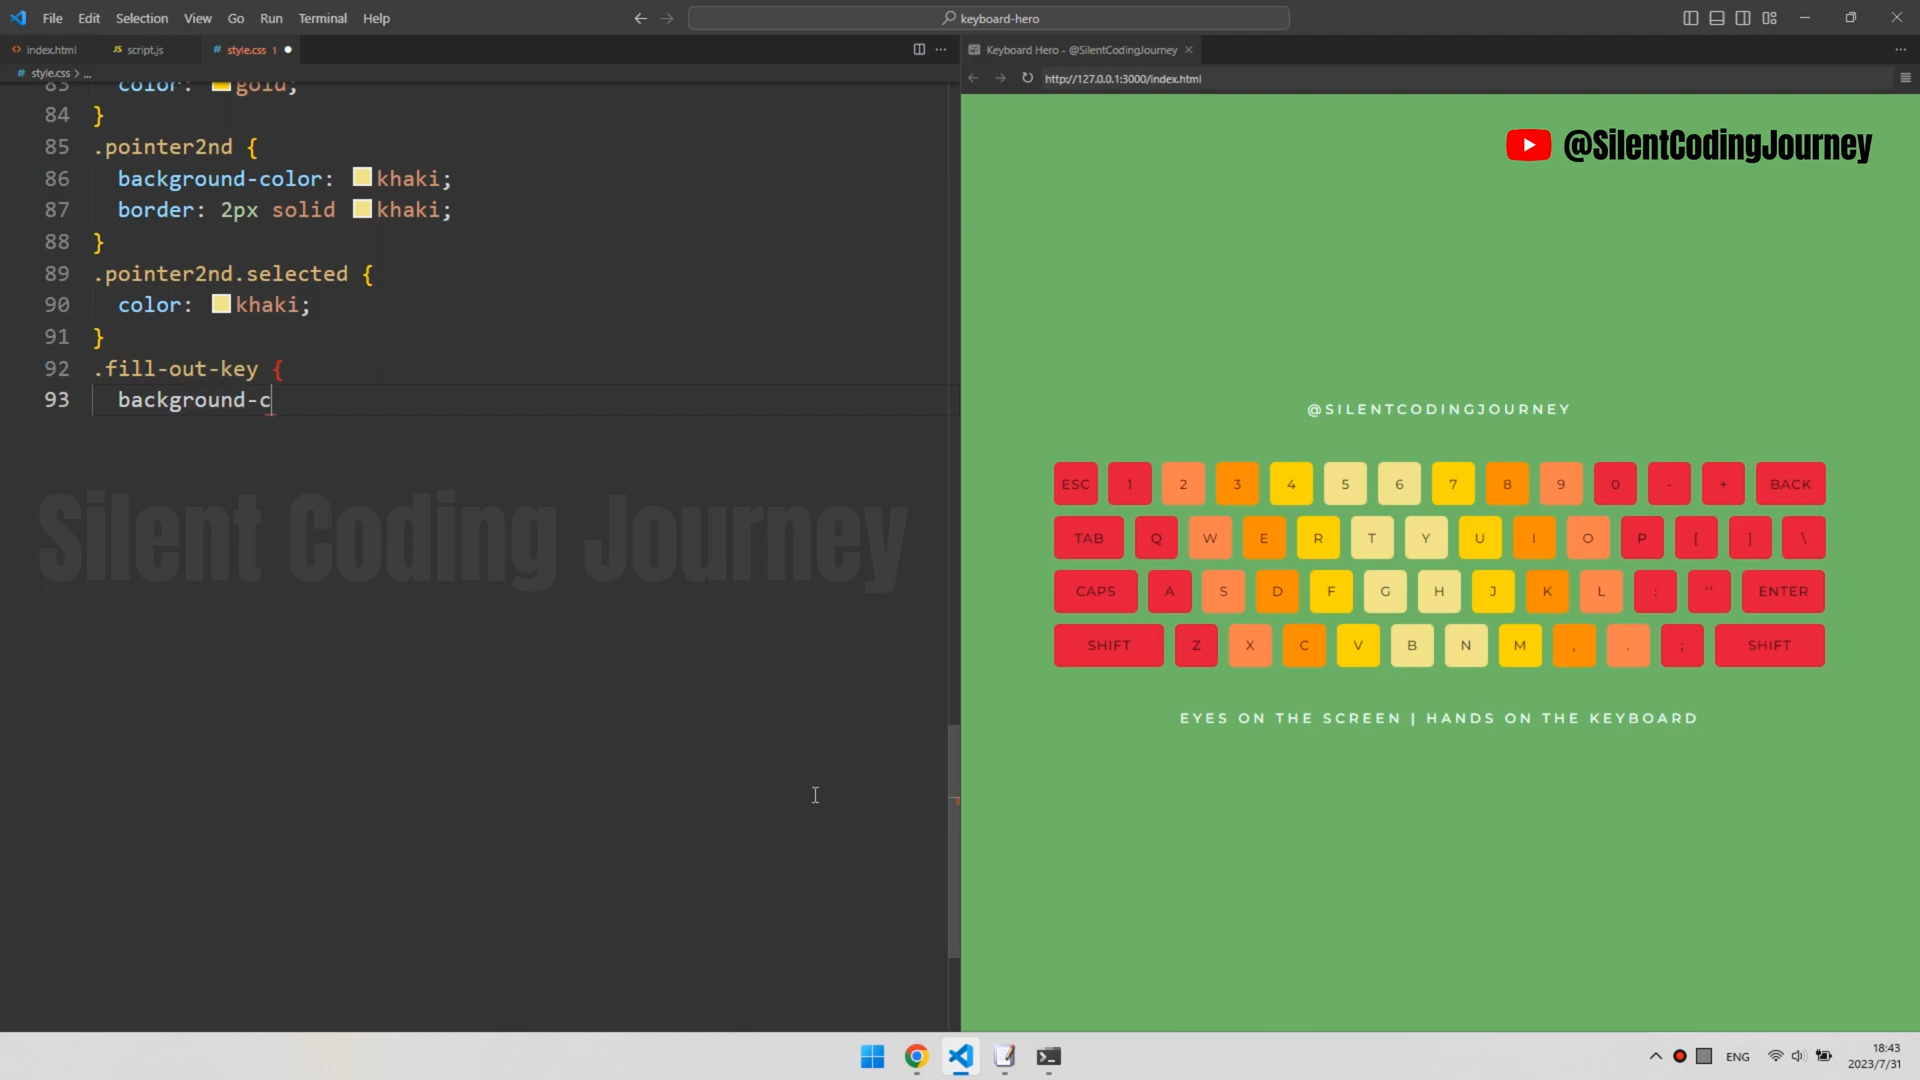 File Edit Selection View Go Run Terminal Help
keyboard-hero
index.html
JS script.js
# style.css 1
Keyboard Hero - @SilentCodingJourney
# style.css > ...
http://127.0.0.1:3000/index.html
83 color: gold;
84 }
85 .pointer2nd {
86 background-color: khaki;
87 border: 2px solid khaki;
88 }
89 .pointer2nd.selected {
90 color: khaki;
91 }
92 .fill-out-key {
93 background-c
Silent Coding Journey
@SilentCodingJourney
@SILENTCODINGJOURNEY
ESC 1 2 3 4 5 6 7 8 9 0 - + BACK
TAB Q W E R T Y U I O P [ ] \
CAPS A S D F G H J K L : '' ENTER
SHIFT Z X C V B N M , . ; SHIFT
EYES ON THE SCREEN | HANDS ON THE KEYBOARD
ENG
18:43
2023/7/31